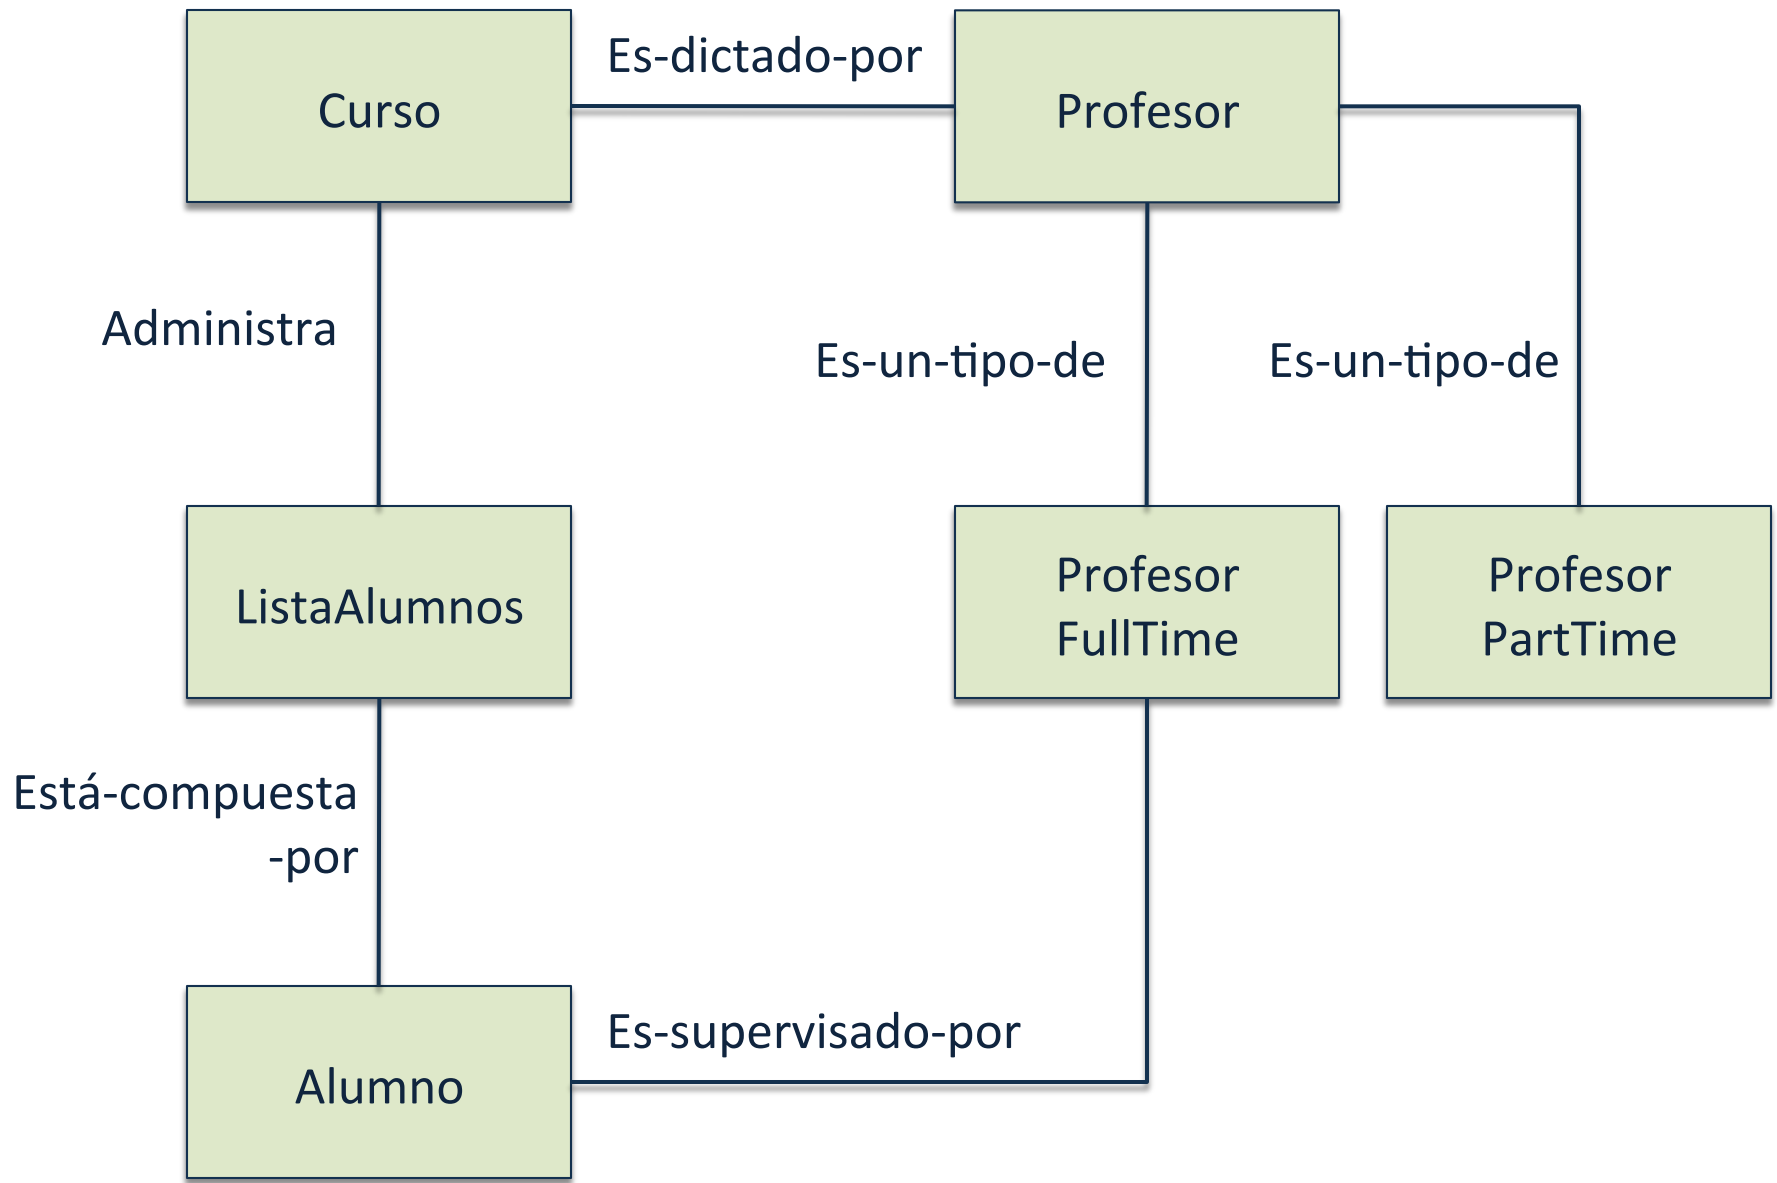 Es-dictado-por
Curso
Profesor
Administra
Es-un-tipo-de
Es-un-tipo-de
ListaAlumnos
Profesor
FullTime
Profesor
PartTime
Está-compuesta
-por
Es-supervisado-por
Alumno